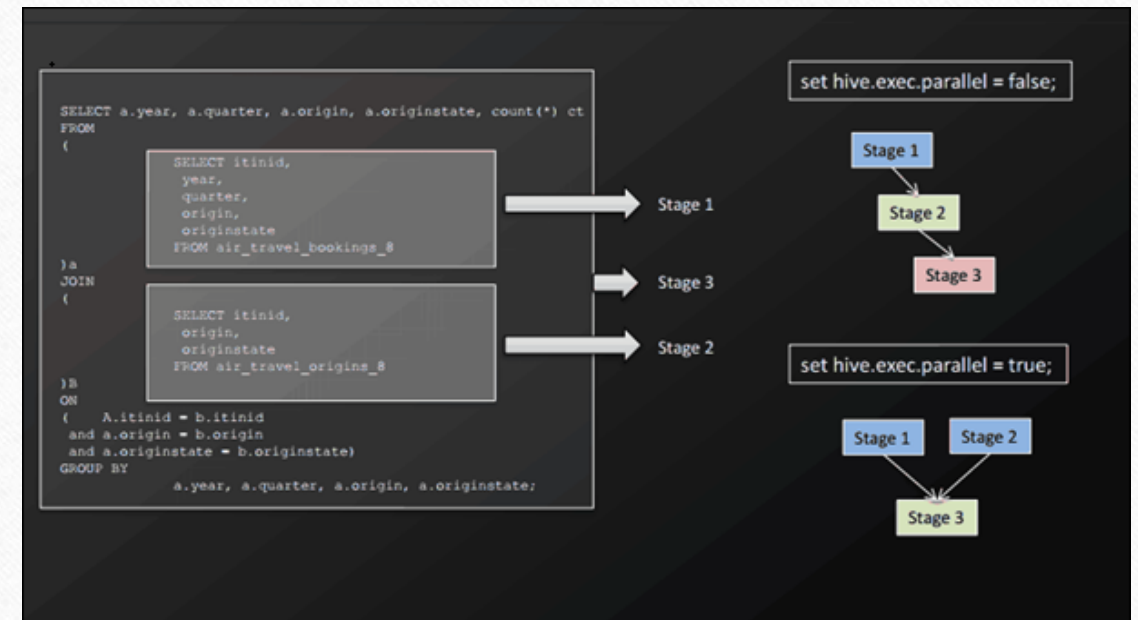 SELECT a.year, a.quarter, a.origin, a.originstate, count(*) ct
FROM
(
SELECT itinid,
year,
quarter,
origin,
originstate
FROM air_travel_bookings_8
)a
JOIN
(
SELECT itinid,
origin,
originstate
FROM air_travel_origins_8
)B
ON
( A.itinid = b.itinid
and a.origin = b.origin
and a.originstate = b.originstate)
GROUP BY
a.year, a.quarter, a.origin, a.originstate;
Stage 1
Stage 3
Stage 2
set hive.exec.parallel = false;
Stage 1
Stage 2
Stage 3
set hive.exec.parallel = true;
Stage 1 Stage 2
Stage 3